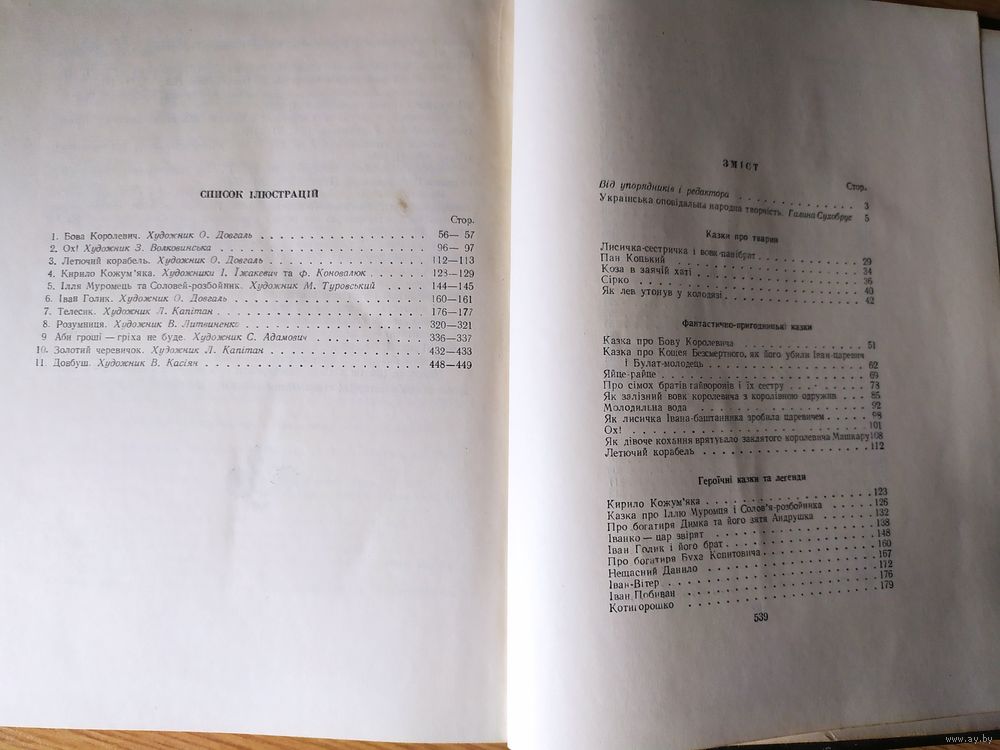 СПИСОК ІЛЮСТРАЦІЙ
Стор.
1. Бова Королевич. Художник О. Довгаль . . . . . . . . . 56— 57
2. Ох! Художник З. Волковинська . . . . . . . . . 96— 97
3. Летючий корабель. Художник О. Довгаль . . . . . . . . . 112—113
4. Кирило Кожум'яка. Художники І. Їжакевич та Ф. Коновалюк . 128—129
5. Ілля Муромець та Соловей-розбойник. Художник М. Туровський . . . . 144—145
6. Іван Голик. Художник О. Довгаль . . . . . . . . . 160—161
7. Телесик. Художник Л. Капітан . . . . . . . . . 176—177
8. Розумниця. Художник В. Литвиненко . . . . . . . . . 320—321
9 Аби гроші — гріха не буде. Художник С. Адамович . . . . . . . . . 336—337
10. Золотий черевичок. Художник Л. Капітан . . . . . . . . . 432—433
11. Довбуш. Художник В. Касіян . . . . . . . . . 448—449
ЗМІСТ
Стор.
Від упорядників і редактора . . . . . . . . . 3
Українська оповідальна народна творчість. Галина Сухобрус 5
Казки про тварин
Лисичка-сестричка і вовк-панібрат . . . . . . . . . 29
Пан Коцький . . . . . . . . . 34
Коза в заячій хаті . . . . . . . . . 36
Сірко . . . . . . . . . 40
Як лев утонув у колодязі . . . . . . . . . 42
Фантастично-пригодницькі казки
Казка про Бову Королевича . . . . . . . . . 51
Казка про Кощея Безсмертного, як його убили Іван-царевич
і Булат-молодець . . . . . . . . . 62
Яйце-райце . . . . . . . . . 69
Про сімох братів гайворонів і їх сестру . . . . . . . . . 78
Як залізний вовк королевича з королівною одружив . . . 85
Молодильна вода . . . . . . . . . 92
Як лисичка Івана-баштанника зробила царевичем . . . . 98
Ох! . . . . . . . . . 101
Як дівоче кохання врятувало заклятого королевича Машкару 108
Летючий корабель . . . . . . . . . 112
Героїчні казки та легенди
Кирило Кожум'яка . . . . . . . . . 123
Казка про Іллю Муромця і Солов'я-розбойника . . . . 126
Про богатиря Димка та його зятя Андрушка . . . . . 132
Іванко — цар звірят . . . . . . . . . 138
Іван Голик і його брат . . . . . . . . . 148
Про богатиря Буха Копитовича . . . . . . . . . 160
Нещасний Данило . . . . . . . . . 167
Іван-Вітер . . . . . . . . . 172
Іван Побиван . . . . . . . . . 176
Котигорошко . . . . . . . . . 179
539
www.ay.by